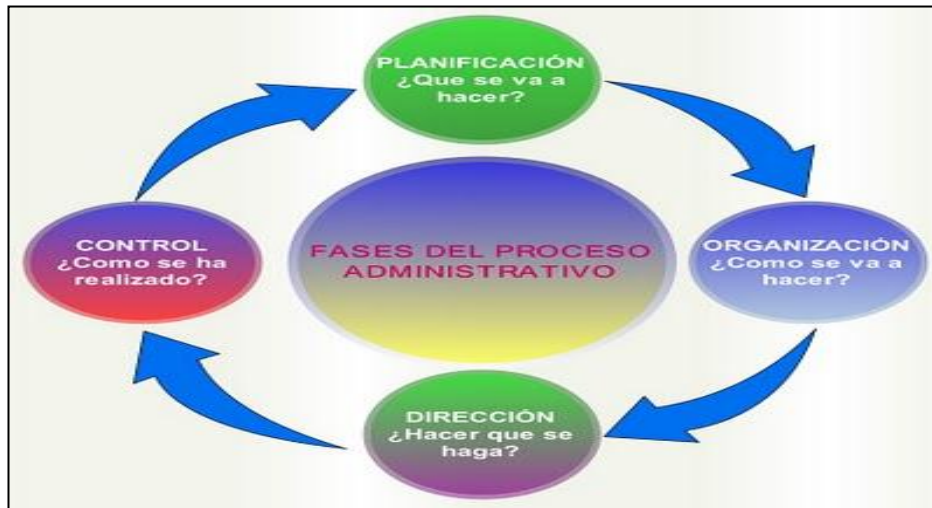 PLANIFICACIÓN
¿Que se va a
hacer?
CONTROL
¿Como se ha
realizado?
FASES DEL PROCESO
ADMINISTRATIVO
ORGANIZACIÓN
¿Como se va a
hacer?
DIRECCIÓN
¿Hacer que se
haga?